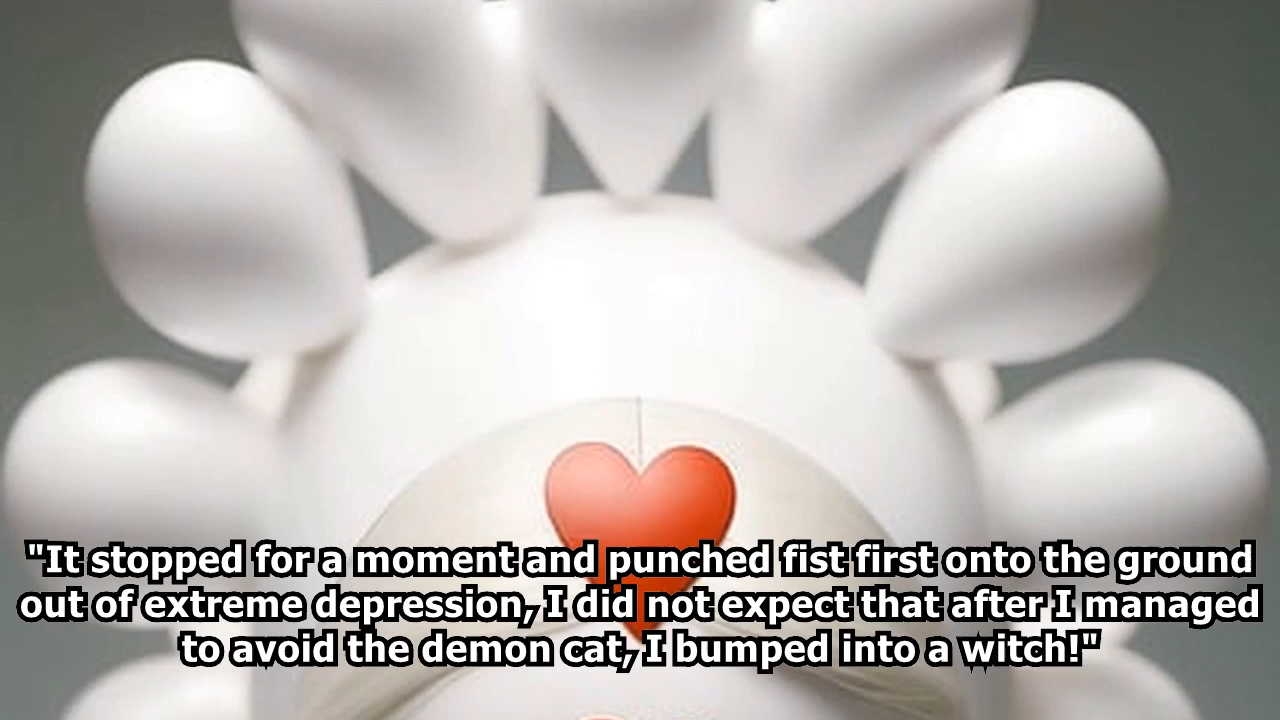 "It stopped for a moment and punched fist first onto the ground
out of extreme depression, I did not expect that after I managed
to avoid the demon cat, I bumped into a witch!"